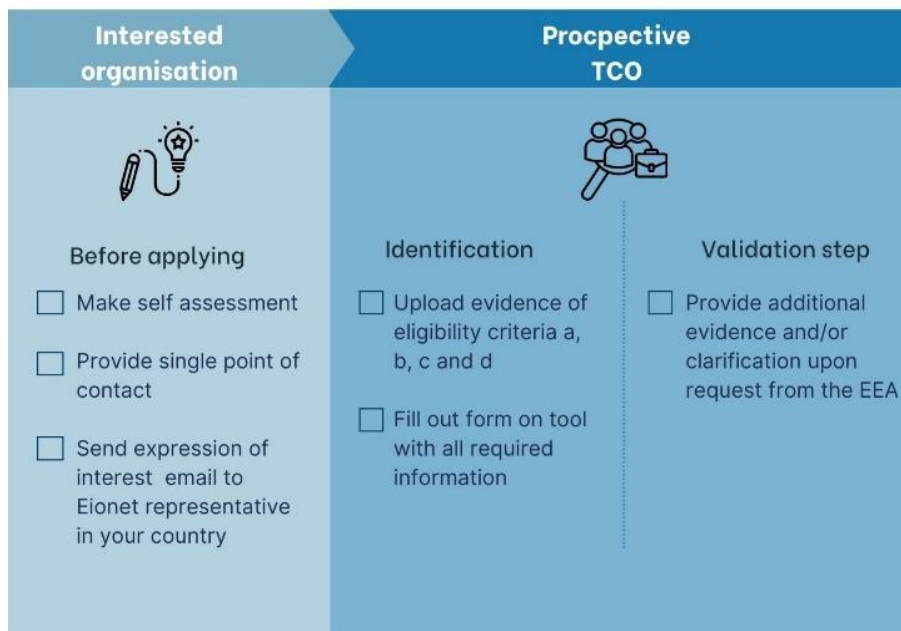 Interested
organisation
Procpective
TCO
Before applying
Make self assessment
Provide single point of
contact
Send expression of
interest email to
Eionet representative
in your country
Identification
Upload evidence of
eligibility criteria a,
b, c and d
Fill out form on tool
with all required
information
Validation step
Provide additional
evidence and/or
clarification upon
request from the EEA